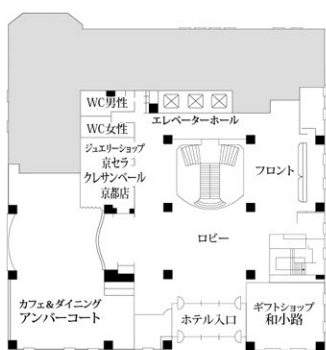 WC男性
WC女性
エレベーターホール
ジュエリーショップ
京セラ
クレサンベール
京都店
フロント
ロビー
カフェ&ダイニング
アンバーコート
ホテル入口
ギフトショップ
和小路